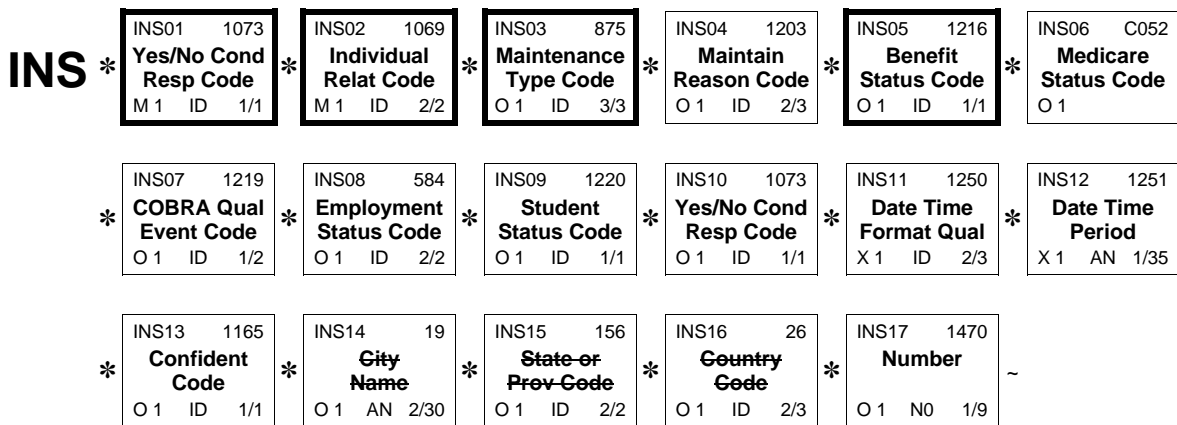 INS01 1073 INS02 1069 INS03 875 INS04 1203 INS05 1216 INS06 C052
INS * Yes/No Cond * Individual * Maintenance * Maintain * Benefit * Medicare
Resp Code Relat Code Type Code Reason Code Status Code Status Code
M 1 ID 1/1 M 1 ID 2/2 O 1 ID 3/3 O 1 ID 2/3 O 1 ID 1/1 O 1
INS07 1219 INS08 584 INS09 1220 INS10 1073 INS11 1250 INS12 1251
* COBRA Qual * Employment * Student * Yes/No Cond * Date Time * Date Time
Event Code Status Code Status Code Resp Code Format Qual Period
O 1 ID 1/2 O 1 ID 2/2 O 1 ID 1/1 O 1 ID 1/1 X 1 ID 2/3 X 1 AN 1/35
INS13 1165 INS14 19 INS15 156 INS16 26 INS17 1470
* Confident * City * State or * Country * Number ~
Code Name Prov Code Code
O 1 ID 1/1 O 1 AN 2/30 O 1 ID 2/2 O 1 ID 2/3 O 1 N0 1/9